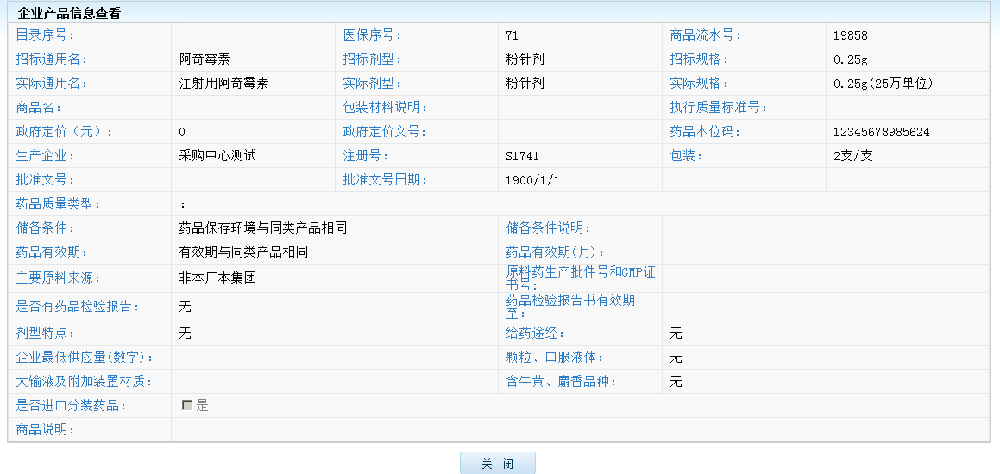 企业产品信息查看
目录序号： 医保序号： 71 商品流水号： 19858
招标通用名： 阿奇霉素 招标剂型： 粉针剂 招标规格： 0.25g
实际通用名： 注射用阿奇霉素 实际剂型： 粉针剂 实际规格： 0.25g(25万单位)
商品名： 包装材料说明： 执行质量标准号：
政府定价（元）： 0 政府定价文号： 药品本位码： 12345678985624
生产企业： 采购中心测试 注册号： S1741 包装： 2支/支
批准文号： 批准文号日期： 1900/1/1
药品质量类型： ：
储备条件： 药品保存环境与同类产品相同 储备条件说明：
药品有效期： 有效期与同类产品相同 药品有效期(月)：
主要原料来源： 非本厂本集团 原料药生产批件号和GMP证
书号：
是否有药品检验报告： 无 药品检验报告书有效期
至：
剂型特点： 无 给药途经： 无
企业最低供应量(数字)： 颗粒、口服液体： 无
大输液及附加装置材质： 含牛黄、麝香品种： 无
是否进口分装药品： 是
商品说明：
关 闭